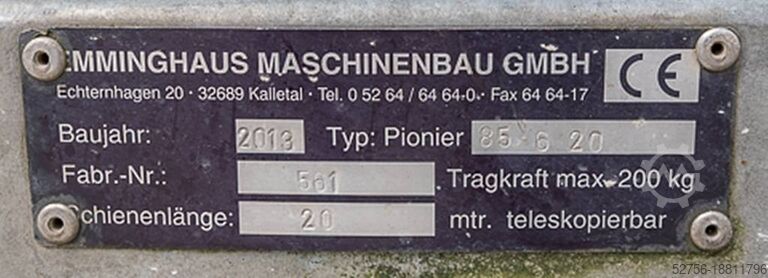 EMMINGHAUS MASCHINENBAU GMBH CE
Echternhagen 20 · 32689 Kalletal · Tel. 0 52 64 / 64 64-0 · Fax 64 64-17
Baujahr: 2013 Typ: Pionier 85-6 20
Fabr.-Nr.: 561 Tragkraft max. 200 kg
Schienenlänge: 20 mtr. teleskopierbar
52756-18811796